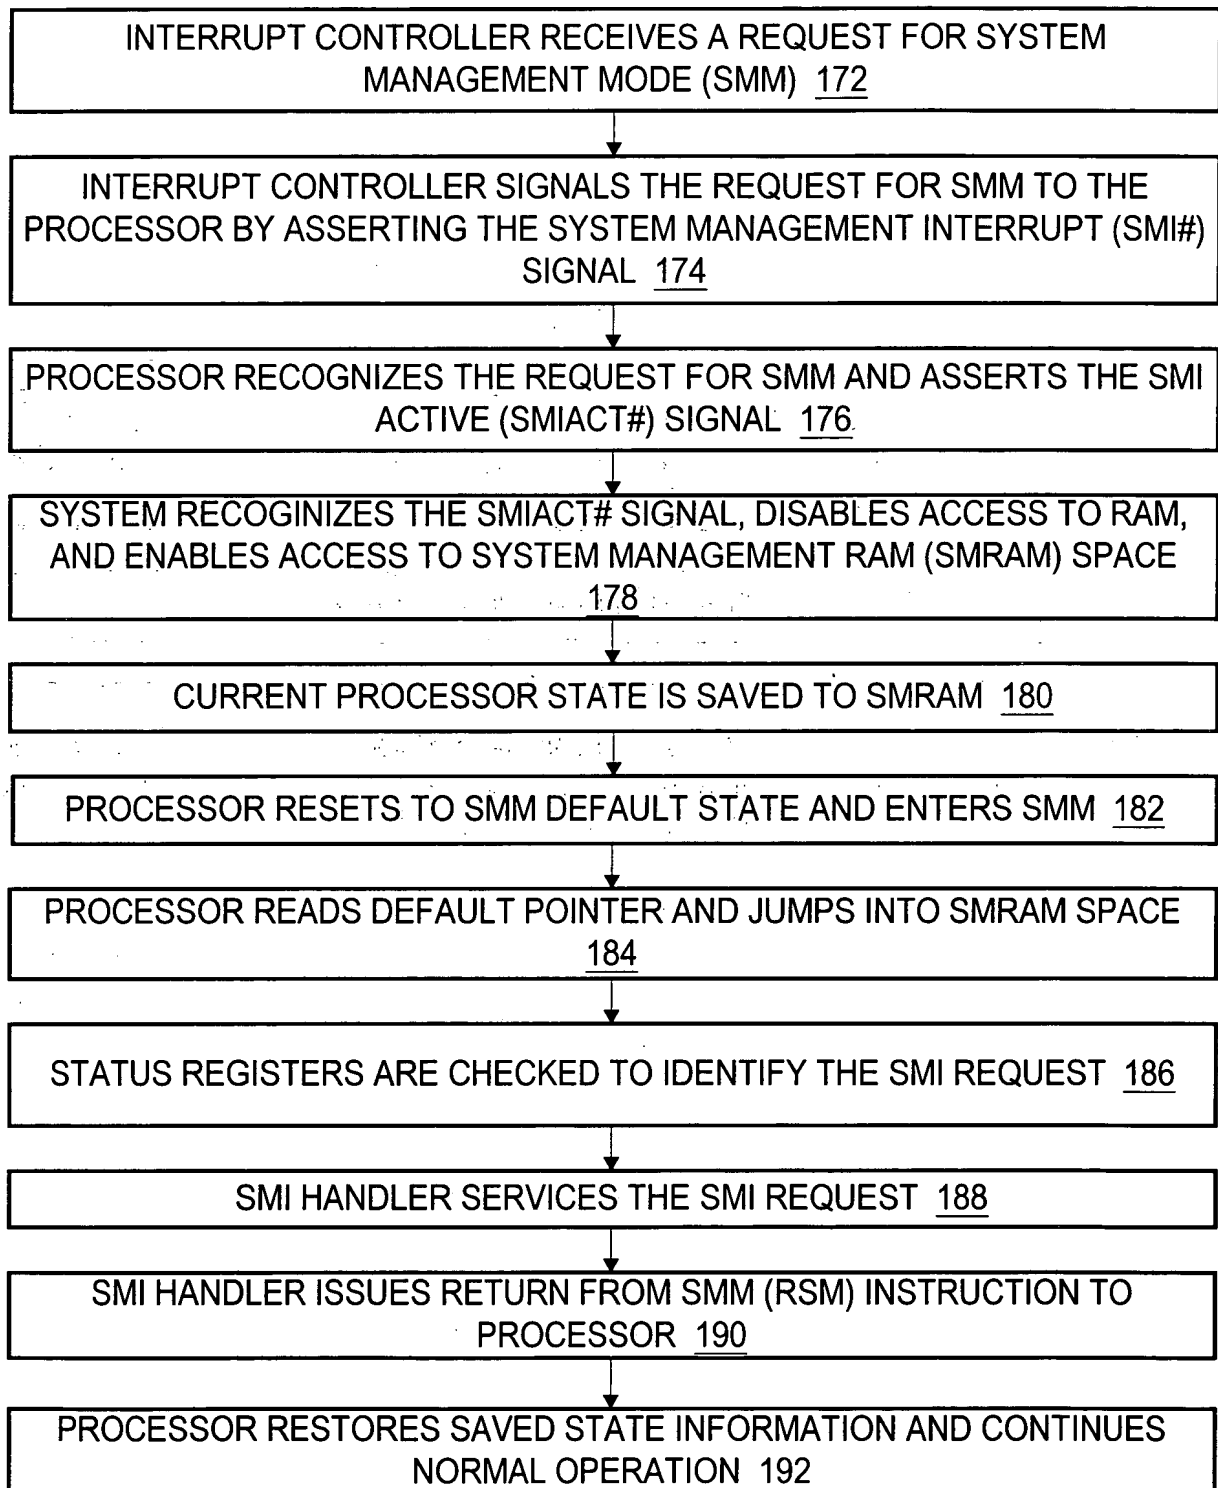 INTERRUPT CONTROLLER RECEIVES A REQUEST FOR SYSTEM
MANAGEMENT MODE (SMM) 172
INTERRUPT CONTROLLER SIGNALS THE REQUEST FOR SMM TO THE
PROCESSOR BY ASSERTING THE SYSTEM MANAGEMENT INTERRUPT (SMI#)
SIGNAL 174
PROCESSOR RECOGNIZES THE REQUEST FOR SMM AND ASSERTS THE SMI
ACTIVE (SMIACT#) SIGNAL 176
SYSTEM RECOGINIZES THE SMIACT# SIGNAL, DISABLES ACCESS TO RAM,
AND ENABLES ACCESS TO SYSTEM MANAGEMENT RAM (SMRAM) SPACE
178
CURRENT PROCESSOR STATE IS SAVED TO SMRAM 180
PROCESSOR RESETS TO SMM DEFAULT STATE AND ENTERS SMM 182
PROCESSOR READS DEFAULT POINTER AND JUMPS INTO SMRAM SPACE
184
STATUS REGISTERS ARE CHECKED TO IDENTIFY THE SMI REQUEST 186
SMI HANDLER SERVICES THE SMI REQUEST 188
SMI HANDLER ISSUES RETURN FROM SMM (RSM) INSTRUCTION TO
PROCESSOR 190
PROCESSOR RESTORES SAVED STATE INFORMATION AND CONTINUES
NORMAL OPERATION 192